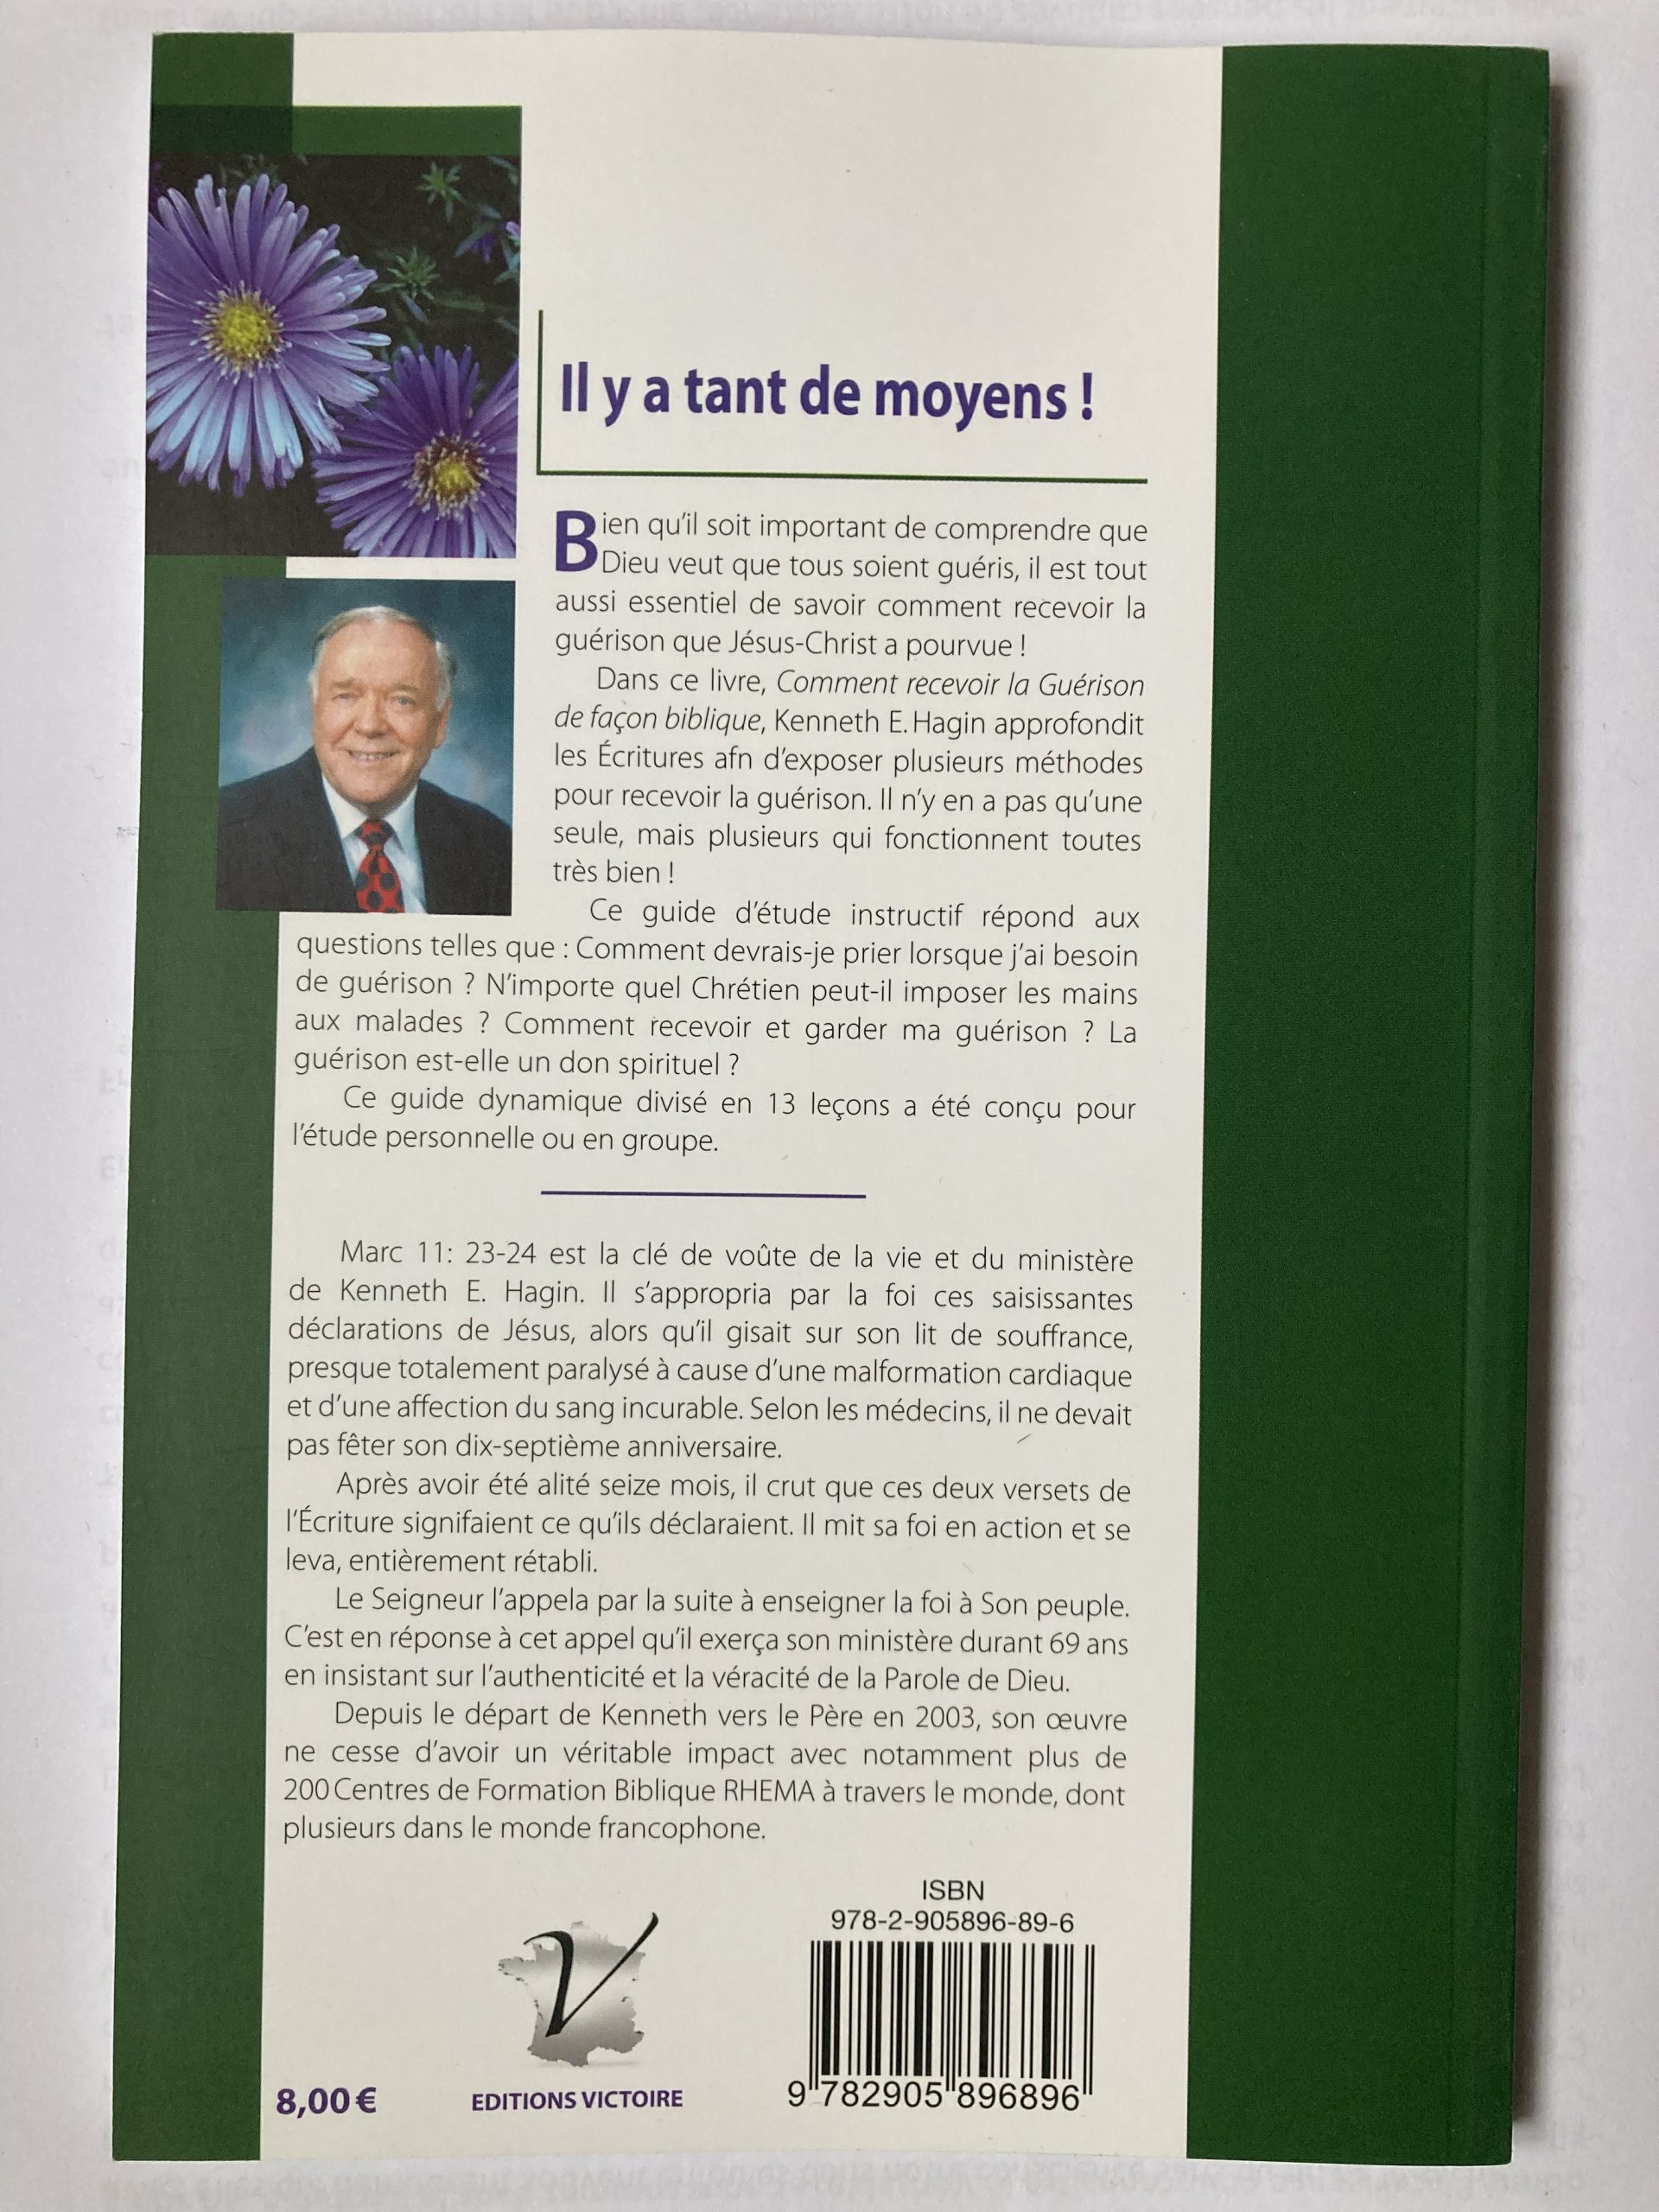 Il y a tant de moyens !
Bien qu'il soit important de comprendre que
Dieu veut que tous soient guéris, il est tout
aussi essentiel de savoir comment recevoir la
guérison que Jésus-Christ a pourvue !
Dans ce livre, Comment recevoir la Guérison
de façon biblique, Kenneth E. Hagin approfondit
les Écritures afn d'exposer plusieurs méthodes
pour recevoir la guérison. Il n'y en a pas qu'une
seule, mais plusieurs qui fonctionnent toutes
très bien !
Ce guide d'étude instructif répond aux
questions telles que : Comment devrais-je prier lorsque j'ai besoin
de guérison ? N'importe quel Chrétien peut-il imposer les mains
aux malades ? Comment recevoir et garder ma guérison ? La
guérison est-elle un don spirituel ?
Ce guide dynamique divisé en 13 leçons a été conçu pour
l'étude personnelle ou en groupe.
Marc 11: 23-24 est la clé de voûte de la vie et du ministère
de Kenneth E. Hagin. Il s'appropria par la foi ces saisissantes
déclarations de Jésus, alors qu'il gisait sur son lit de souffrance,
presque totalement paralysé à cause d'une malformation cardiaque
et d'une affection du sang incurable. Selon les médecins, il ne devait
pas fêter son dix-septième anniversaire.
Après avoir été alité seize mois, il crut que ces deux versets de
l'Écriture signifaient ce qu'ils déclaraient. Il mit sa foi en action et se
leva, entièrement rétabli.
Le Seigneur l'appela par la suite à enseigner la foi à Son peuple.
C'est en réponse à cet appel qu'il exerça son ministère durant 69 ans
en insistant sur l'authenticité et la véracité de la Parole de Dieu.
Depuis le départ de Kenneth vers le Père en 2003, son œuvre
ne cesse d'avoir un véritable impact avec notamment plus de
200 Centres de Formation Biblique RHEMA à travers le monde, dont
plusieurs dans le monde francophone.
ISBN
978-2-905896-89-6
9 782905 896896
V
8,00 €
EDITIONS VICTOIRE